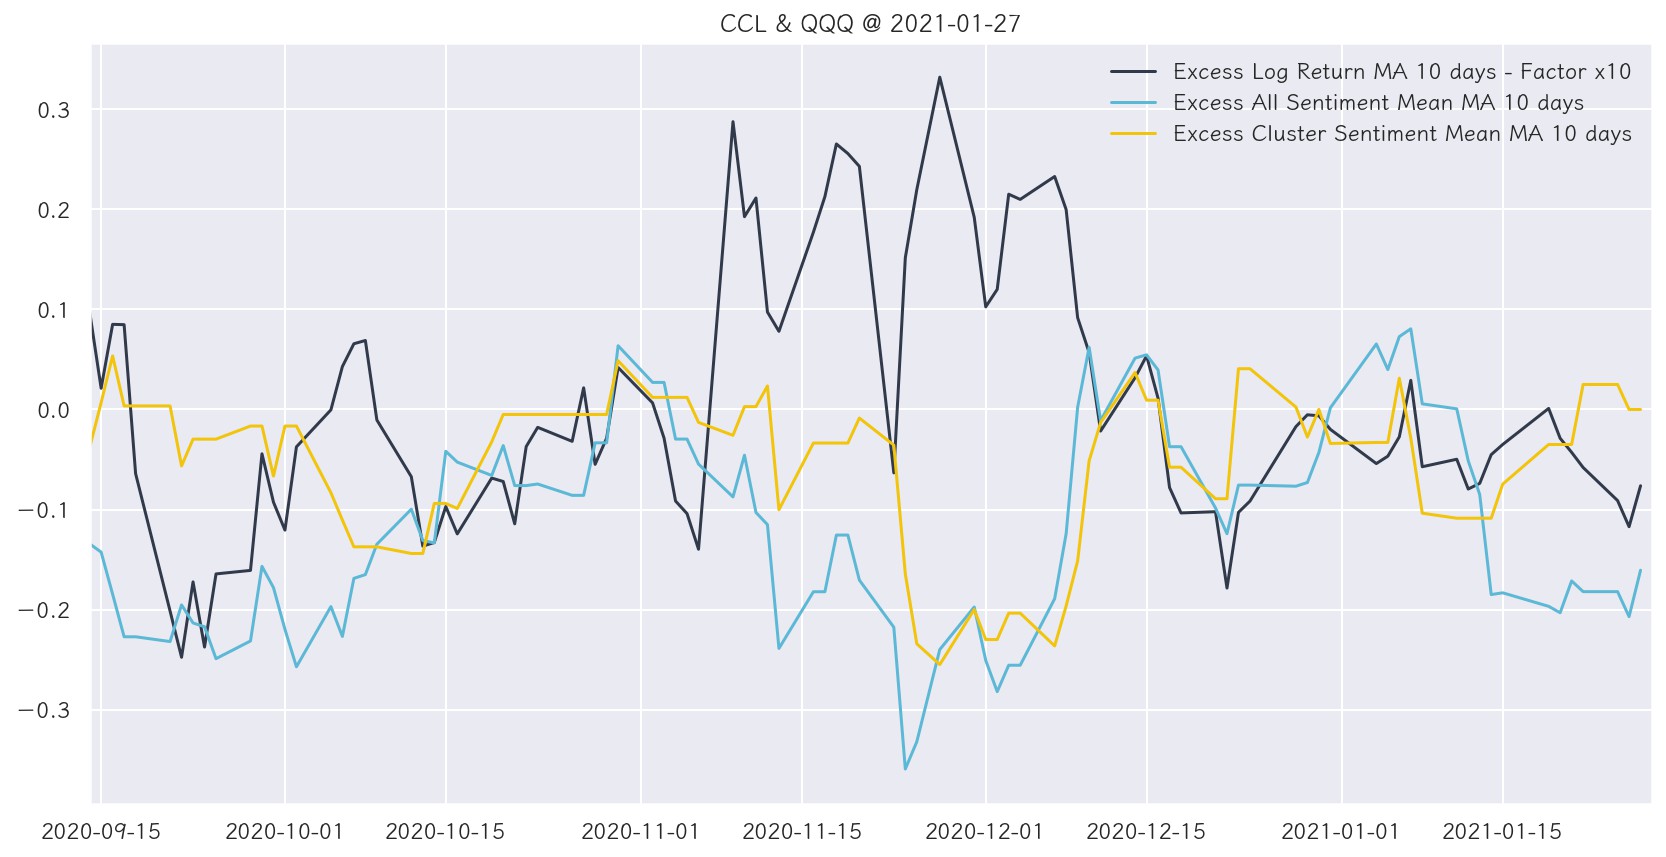 CCL & QQQ @ 2021-01-27
Excess Log Return MA 10 days - Factor x10
Excess All Sentiment Mean MA 10 days
Excess Cluster Sentiment Mean MA 10 days
0.3
0.2
0.1
0.0
−0.1
−0.2
−0.3
2020-09-15 2020-10-01 2020-10-15 2020-11-01 2020-11-15 2020-12-01 2020-12-15 2021-01-01 2021-01-15